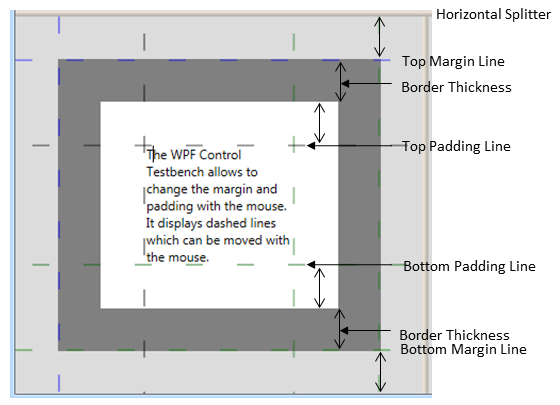 Horizontal Splitter
Top Margin Line
Border Thickness
Top Padding Line
The WPF Control
Testbench allows to
change the margin and
padding with the mouse.
It displays dashed lines
which can be moved with
the mouse.
Bottom Padding Line
Border Thickness
Bottom Margin Line